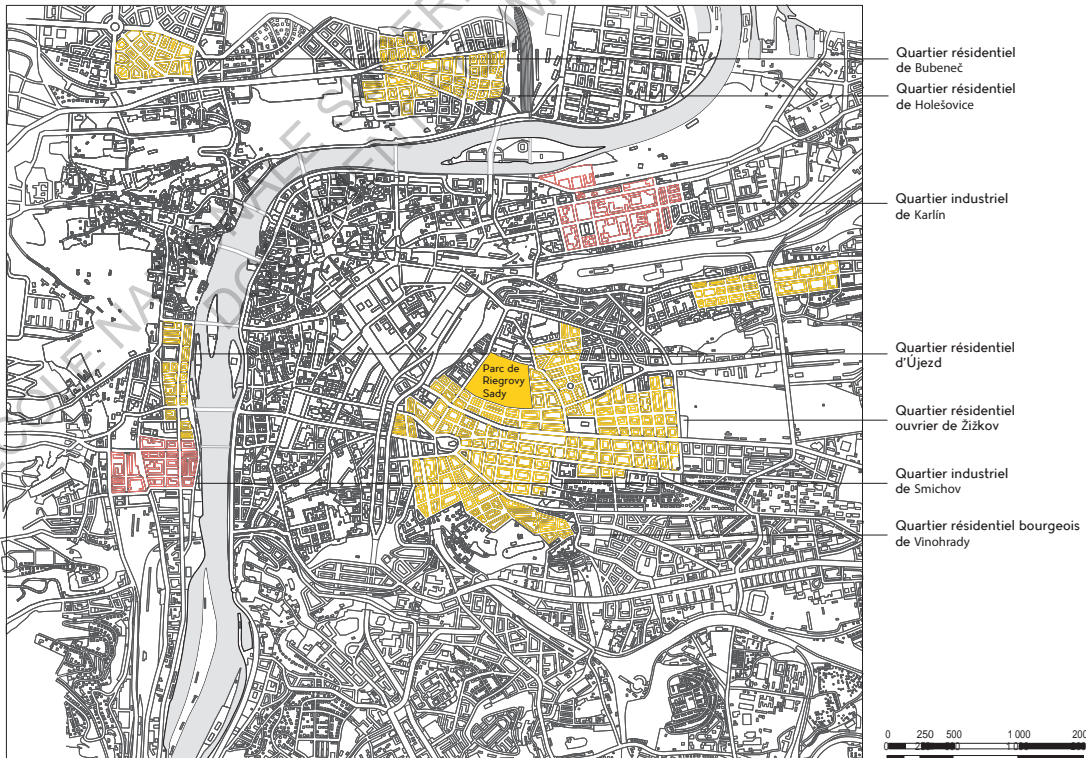 Quartier résidentiel
de Bubeneč
Quartier résidentiel
de Holešovice
Quartier industriel
de Karlín
Quartier résidentiel
d'Újezd
Parc de
Riegrovy
Sady
Quartier résidentiel
ouvrier de Žižkov
Quartier industriel
de Smichov
Quartier résidentiel bourgeois
de Vinohrady
0 250 500 1 000